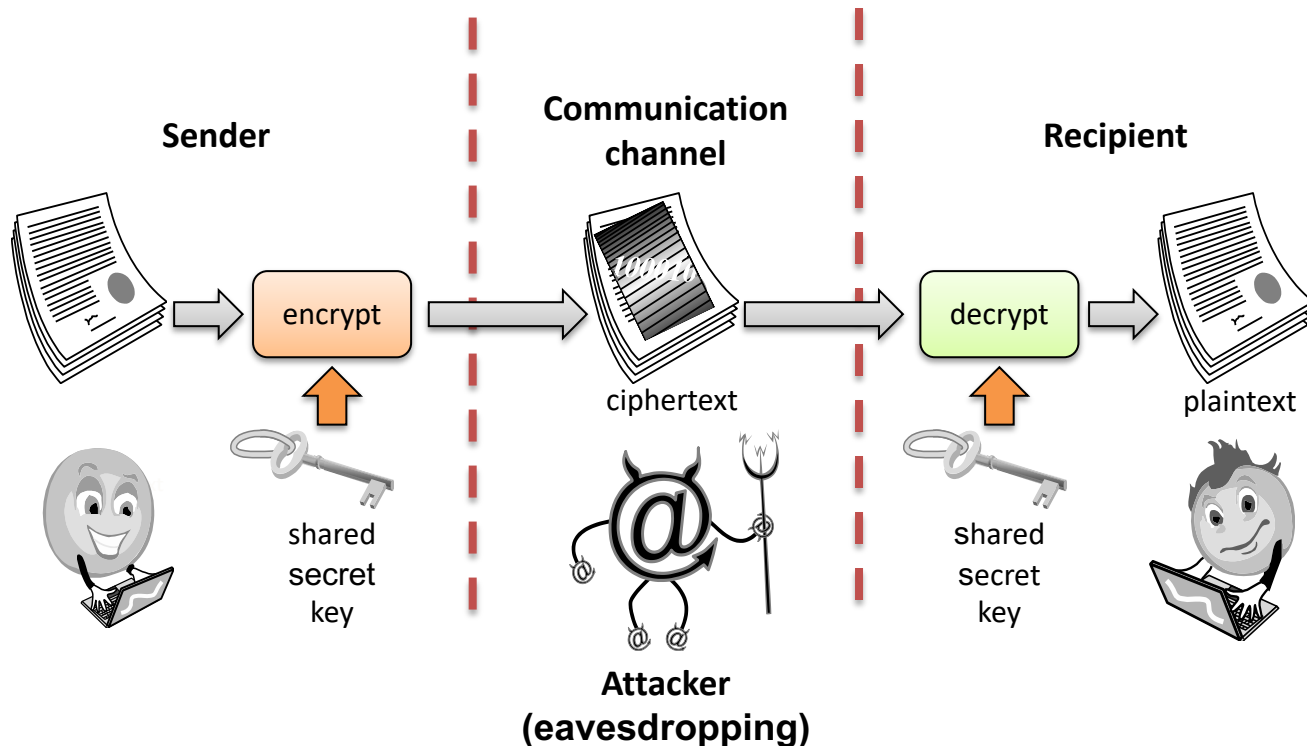 Sender
Communication
channel
Recipient
encrypt
decrypt
ciphertext
plaintext
shared
secret
key
@
shared
secret
key
Attacker
(eavesdropping)